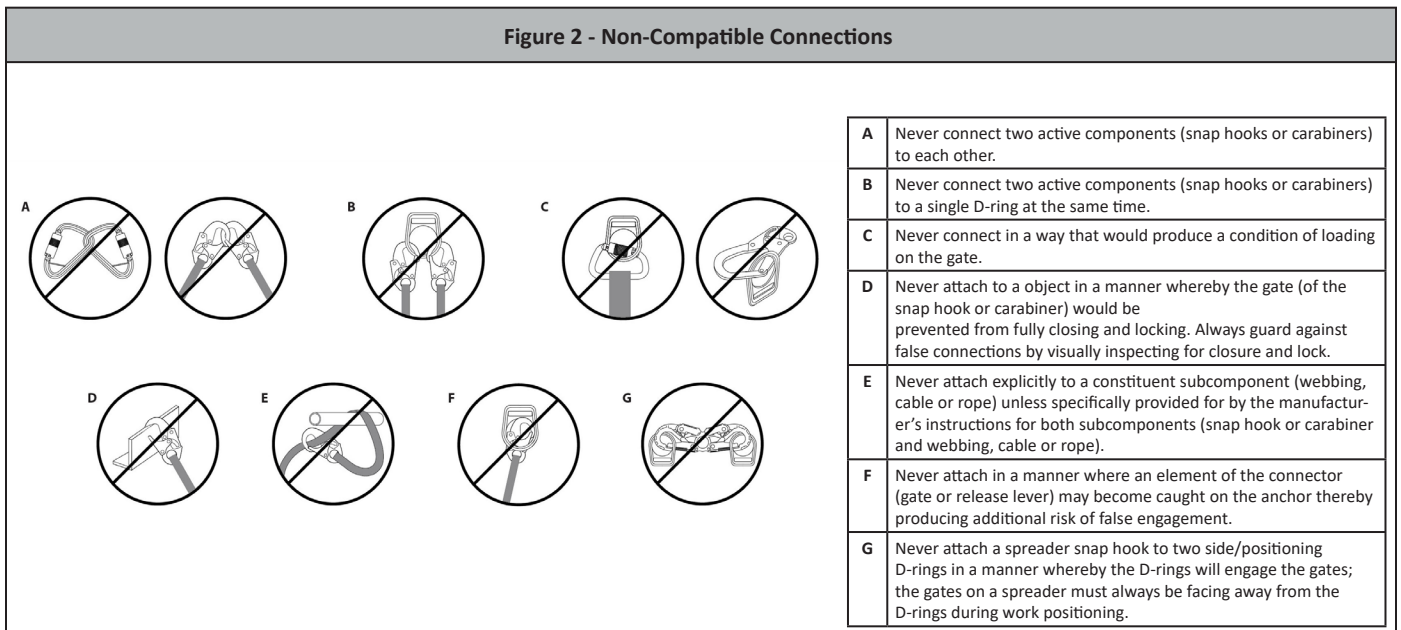 Figure 2 - Non-Compatible Connections
A
B
C
D
E
F
G
A Never connect two active components (snap hooks or carabiners)
to each other.
B Never connect two active components (snap hooks or carabiners)
to a single D-ring at the same time.
C Never connect in a way that would produce a condition of loading
on the gate.
D Never attach to a object in a manner whereby the gate (of the
snap hook or carabiner) would be
prevented from fully closing and locking. Always guard against
false connections by visually inspecting for closure and lock.
E Never attach explicitly to a constituent subcomponent (webbing,
cable or rope) unless specifically provided for by the manufactur-
er's instructions for both subcomponents (snap hook or carabiner
and webbing, cable or rope).
F Never attach in a manner where an element of the connector
(gate or release lever) may become caught on the anchor thereby
producing additional risk of false engagement.
G Never attach a spreader snap hook to two side/positioning
D-rings in a manner whereby the D-rings will engage the gates;
the gates on a spreader must always be facing away from the
D-rings during work positioning.